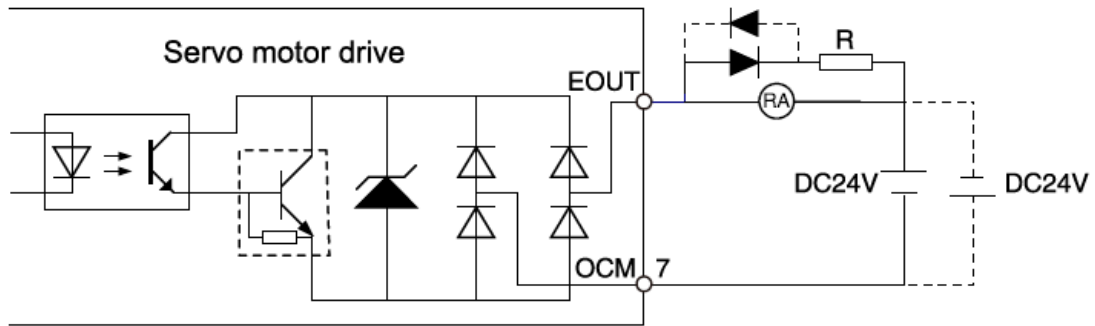 Servo motor drive
R
EOUT
RA
DC24V
DC24V
OCM
7